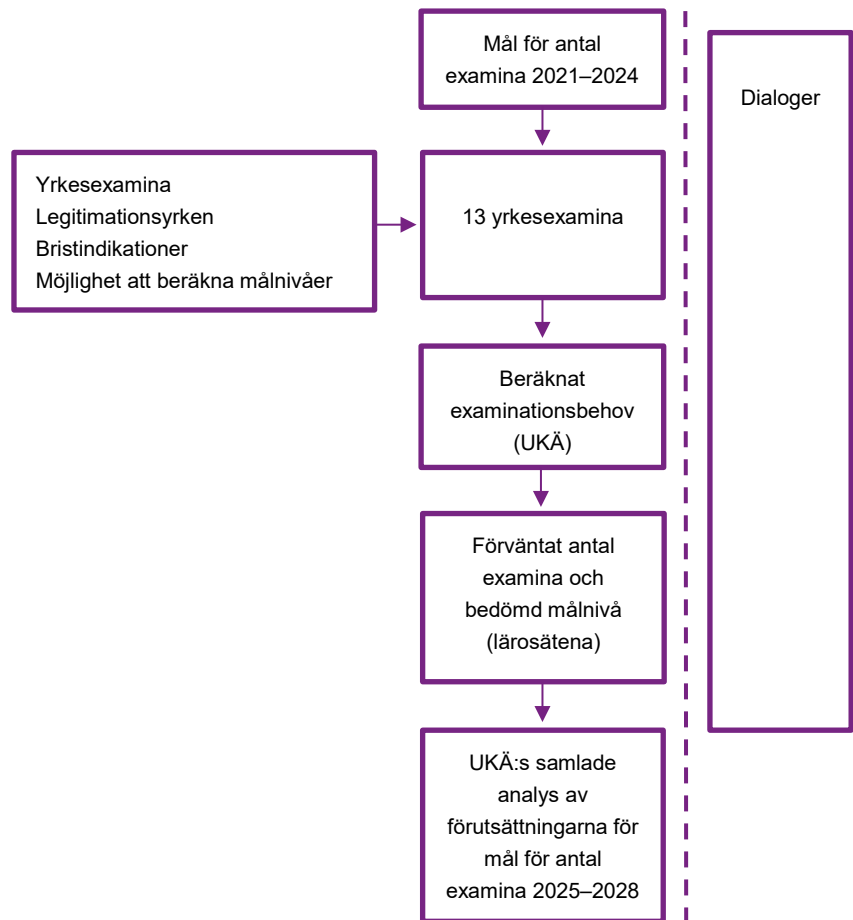 Mål för antal
examina 2021–2024
Dialoger
Yrkesexamina
Legitimationsyrken
Bristindikationer
Möjlighet att beräkna målnivåer
13 yrkesexamina
Beräknat
examinationsbehov
(UKÄ)
Förväntat antal
examina och
bedömd målnivå
(lärosätena)
UKÄ:s samlade
analys av
förutsättningarna för
mål för antal
examina 2025–2028